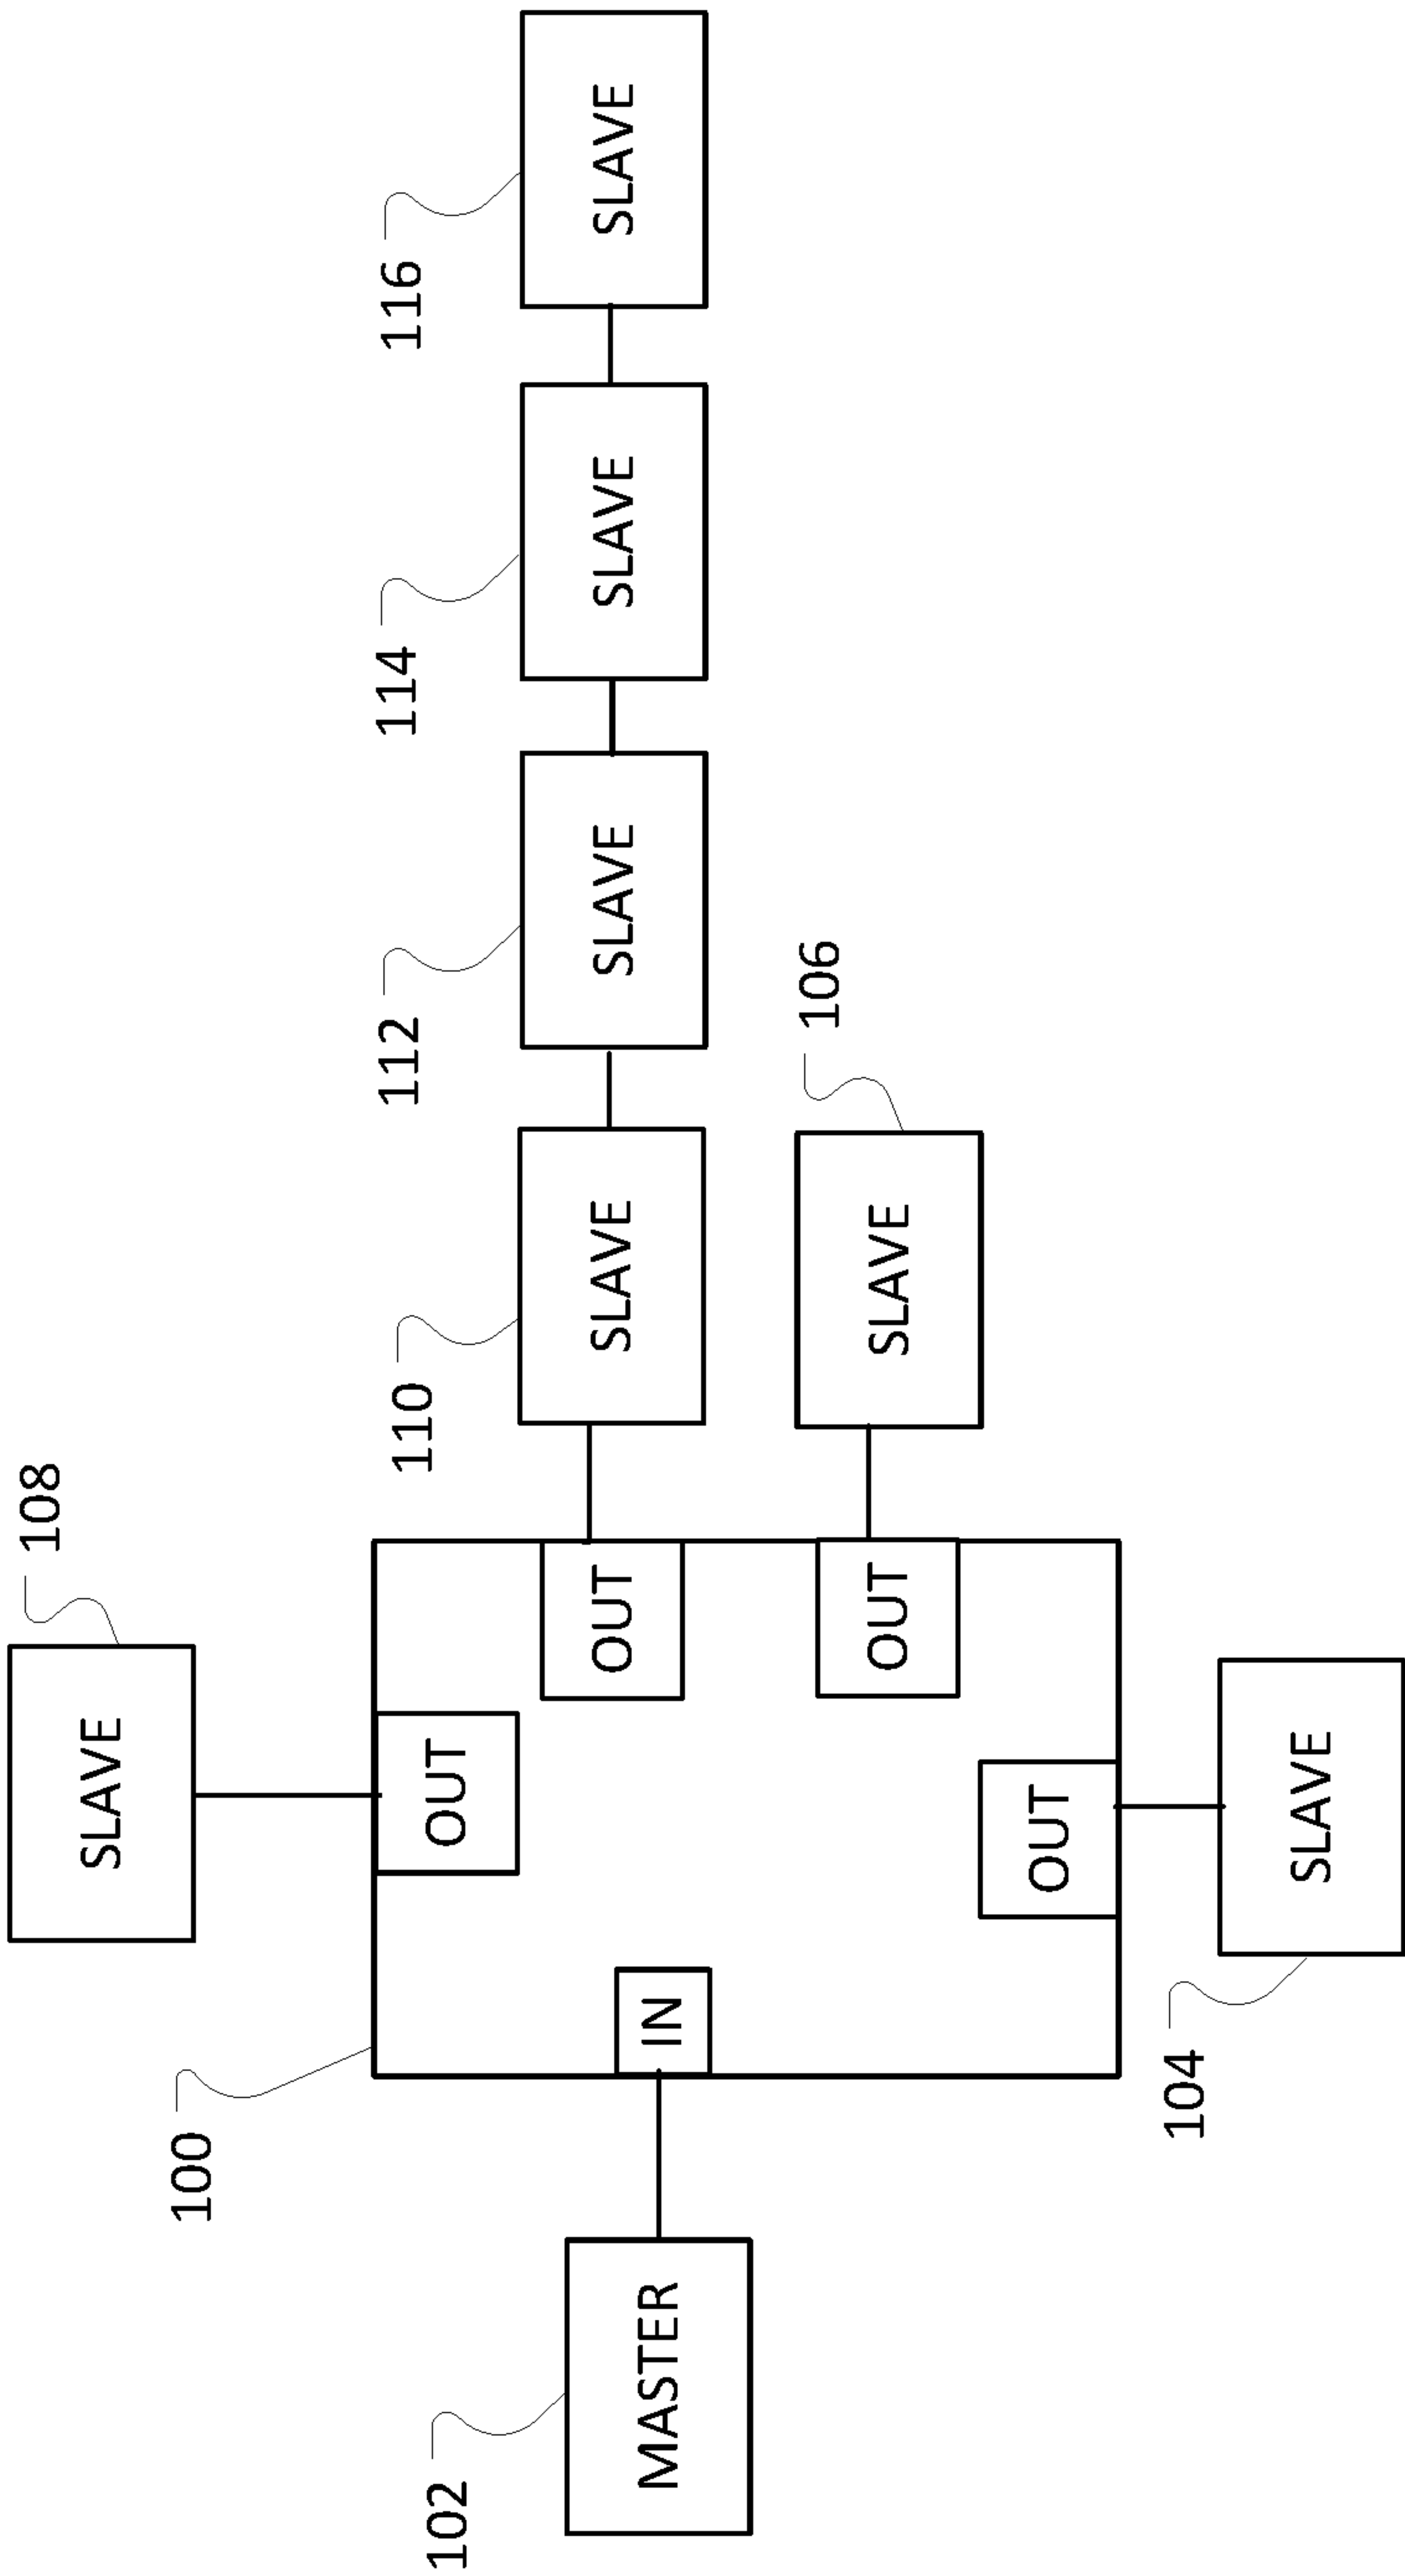 108
SLAVE
100
OUT
102
MASTER
IN
OUT
110
SLAVE
112
SLAVE
114
SLAVE
116
SLAVE
OUT
SLAVE
106
OUT
104
SLAVE